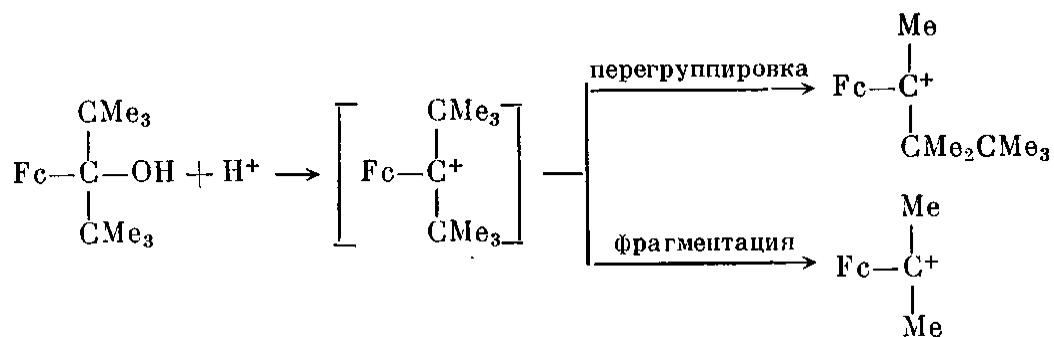 Me
перегруппировка
Fc—C⁺
CMe₃
CMe₃
CMe₂CMe₃
Fc—C—OH + H⁺ ⟶ [Fc—C⁺]
CMe₃
CMe₃
Me
фрагментация
Fc—C⁺
Me